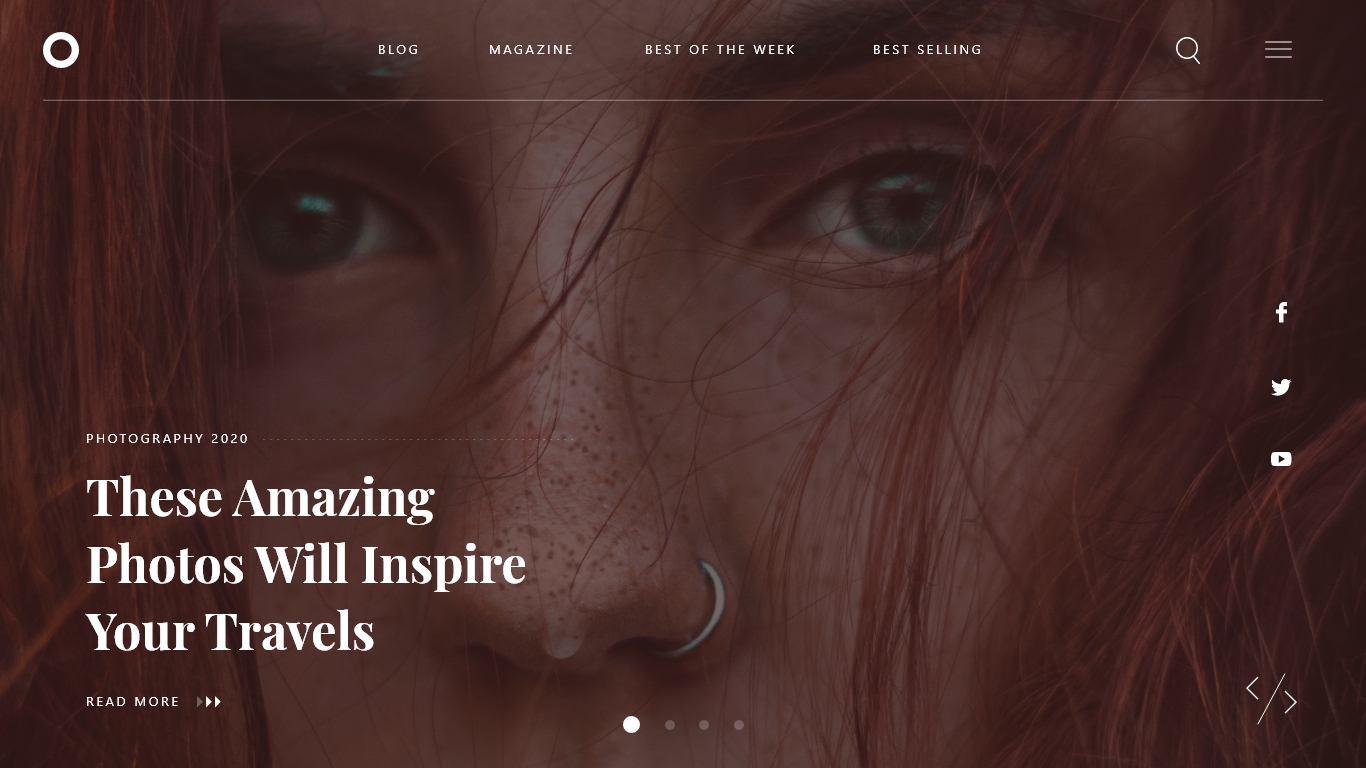 BLOG MAGAZINE BEST OF THE WEEK BEST SELLING
PHOTOGRAPHY 2020
These Amazing
Photos Will Inspire
Your Travels
READ MORE